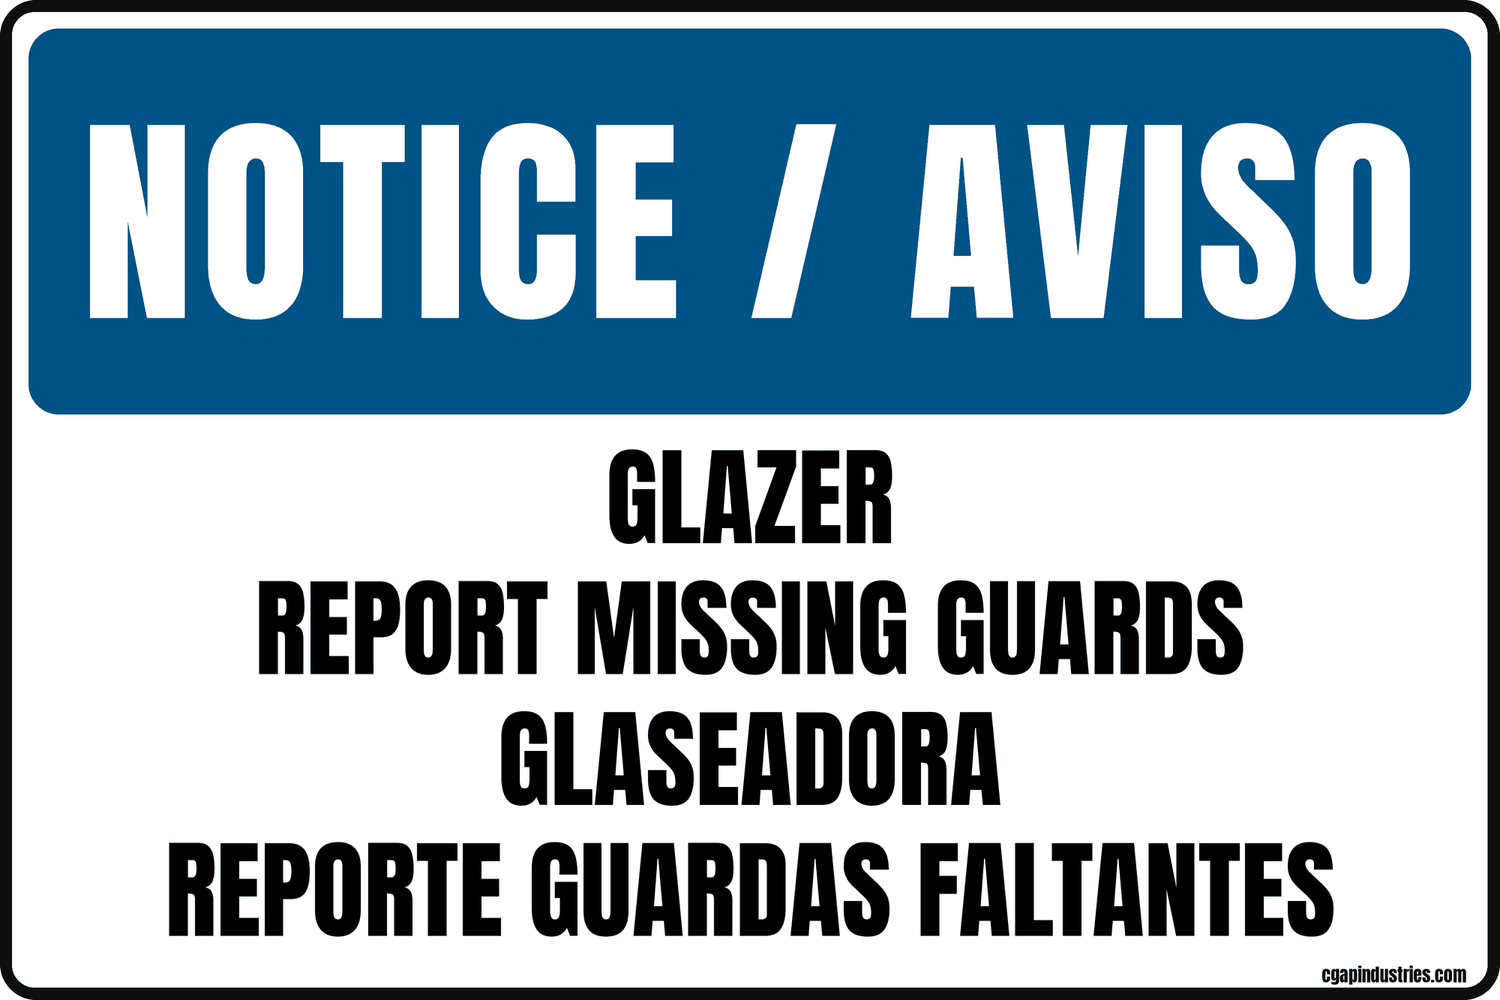 NOTICE / AVISO
GLAZER
REPORT MISSING GUARDS
GLASEADORA
REPORTE GUARDAS FALTANTES
cgapindustries.com